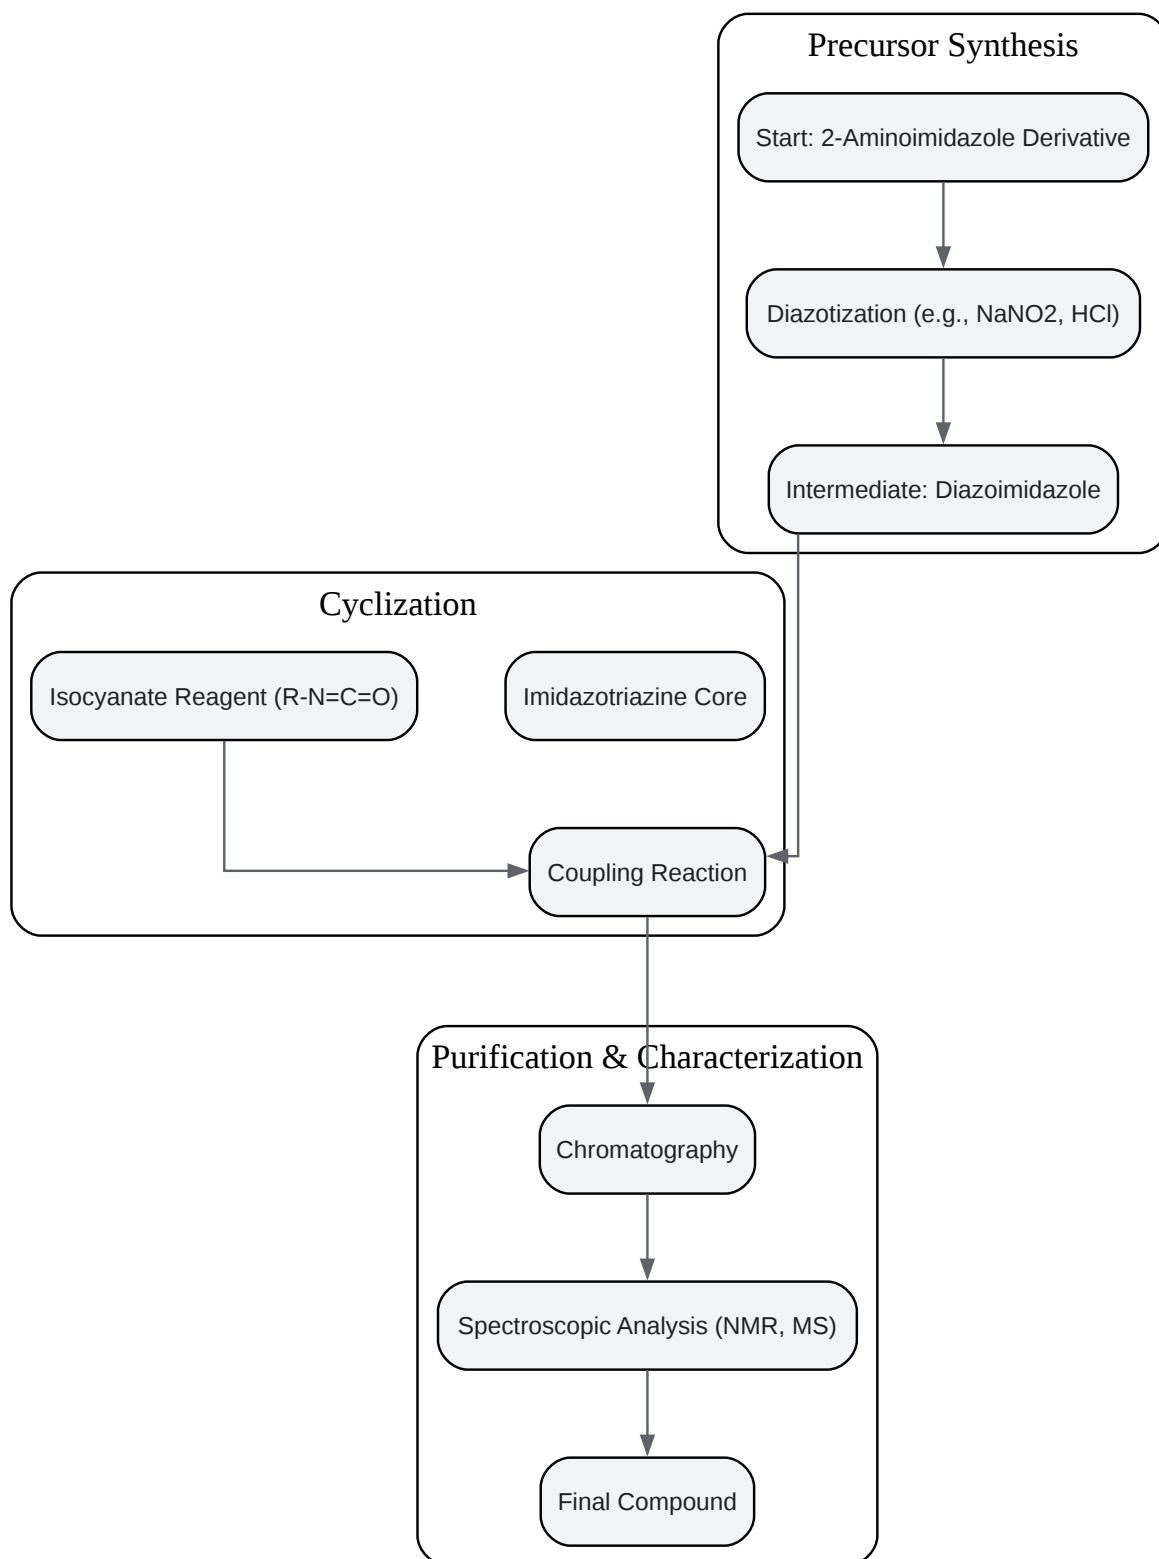 Precursor Synthesis
Start: 2-Aminoimidazole Derivative
Diazotization (e.g., NaNO2, HCl)
Intermediate: Diazoimidazole
Cyclization
Isocyanate Reagent (R-N=C=O)
Imidazotriazine Core
Coupling Reaction
Purification & Characterization
Chromatography
Spectroscopic Analysis (NMR, MS)
Final Compound